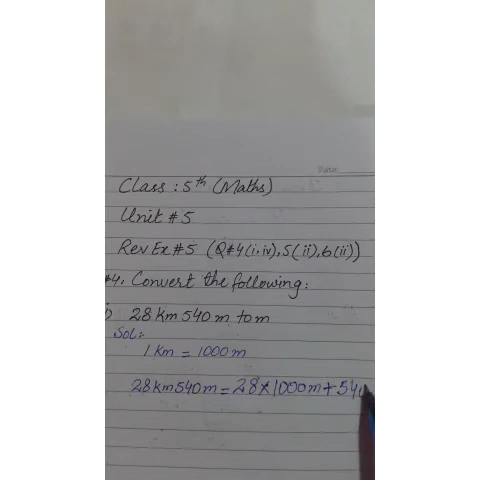 Date:
Class : 5th (Maths)
Unit # 5
Rev Ex # 5 (Q#4(i,iv),5(ii),6(ii))
#4. Convert the following:
i) 28 km 540 m to m
Sol:
1 km = 1000 m
28 km 540 m = 28 × 1000 m + 540